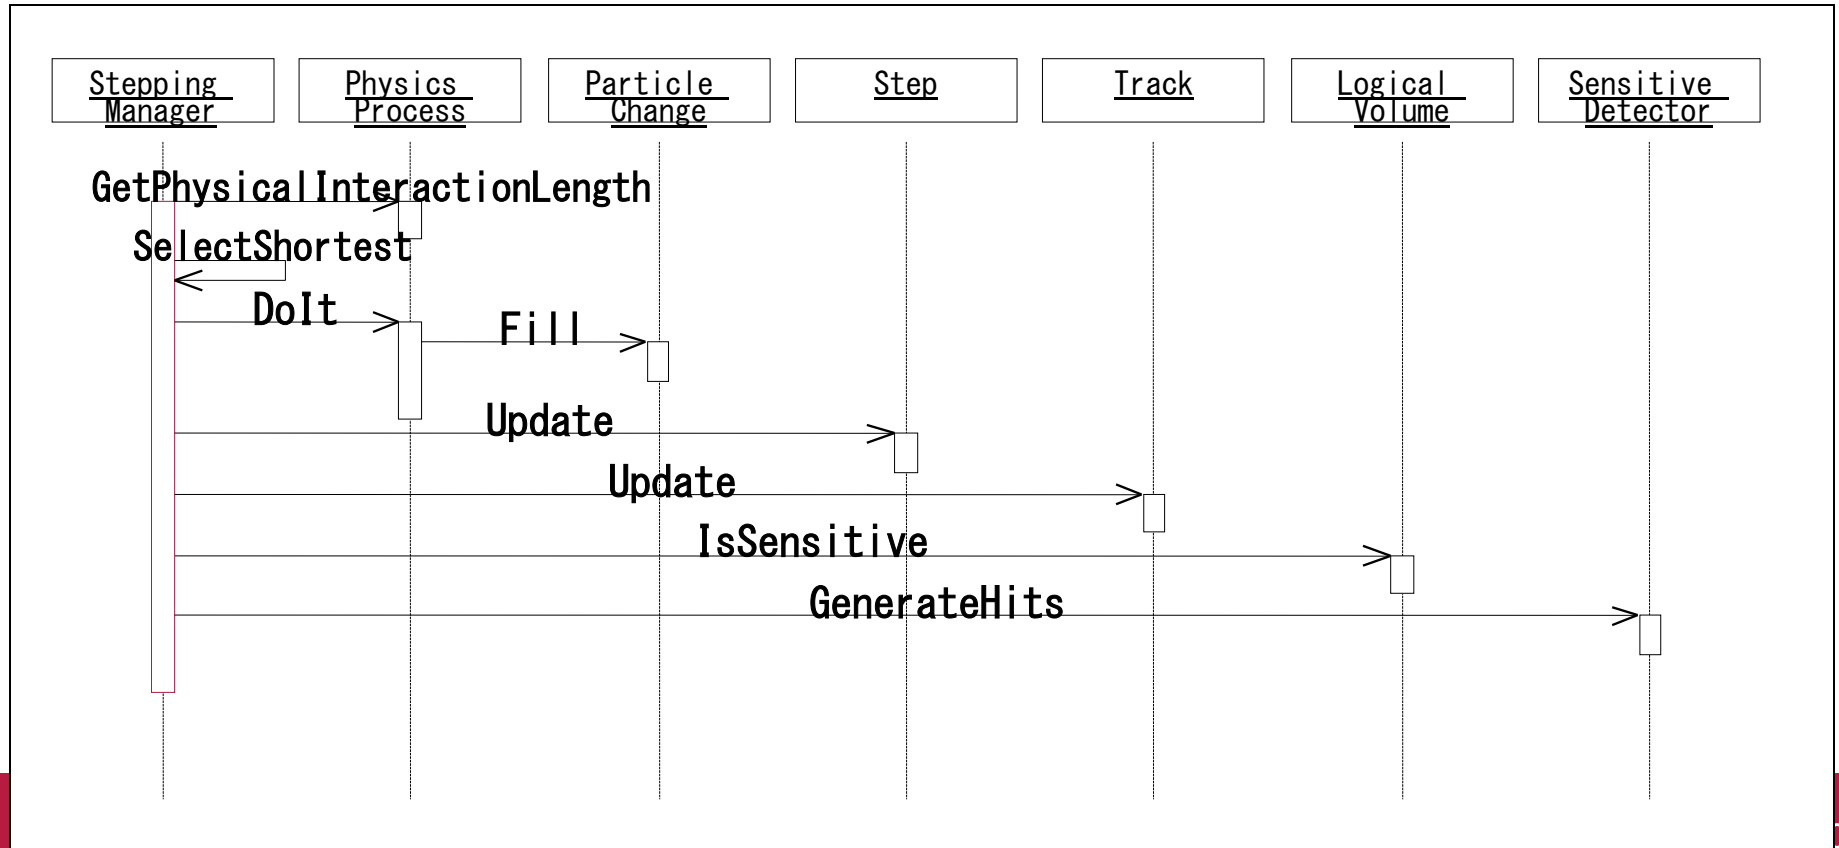 Stepping
Manager
Physics
Process
Particle
Change
Step
Track
Logical
Volume
Sensitive
Detector
GetPhysicalInteractionLength
SelectShortest
DoIt
Fill
Update
Update
IsSensitive
GenerateHits